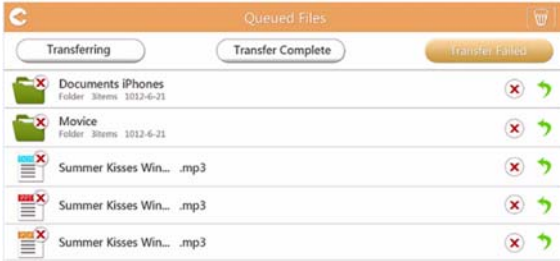 Queued Files
Transferring Transfer Complete Transfer Failed
Documents iPhones
Folder 3items 1012-6-21
Movice
Folder 3items 1012-6-21
Summer Kisses Win... .mp3
Summer Kisses Win... .mp3
Summer Kisses Win... .mp3